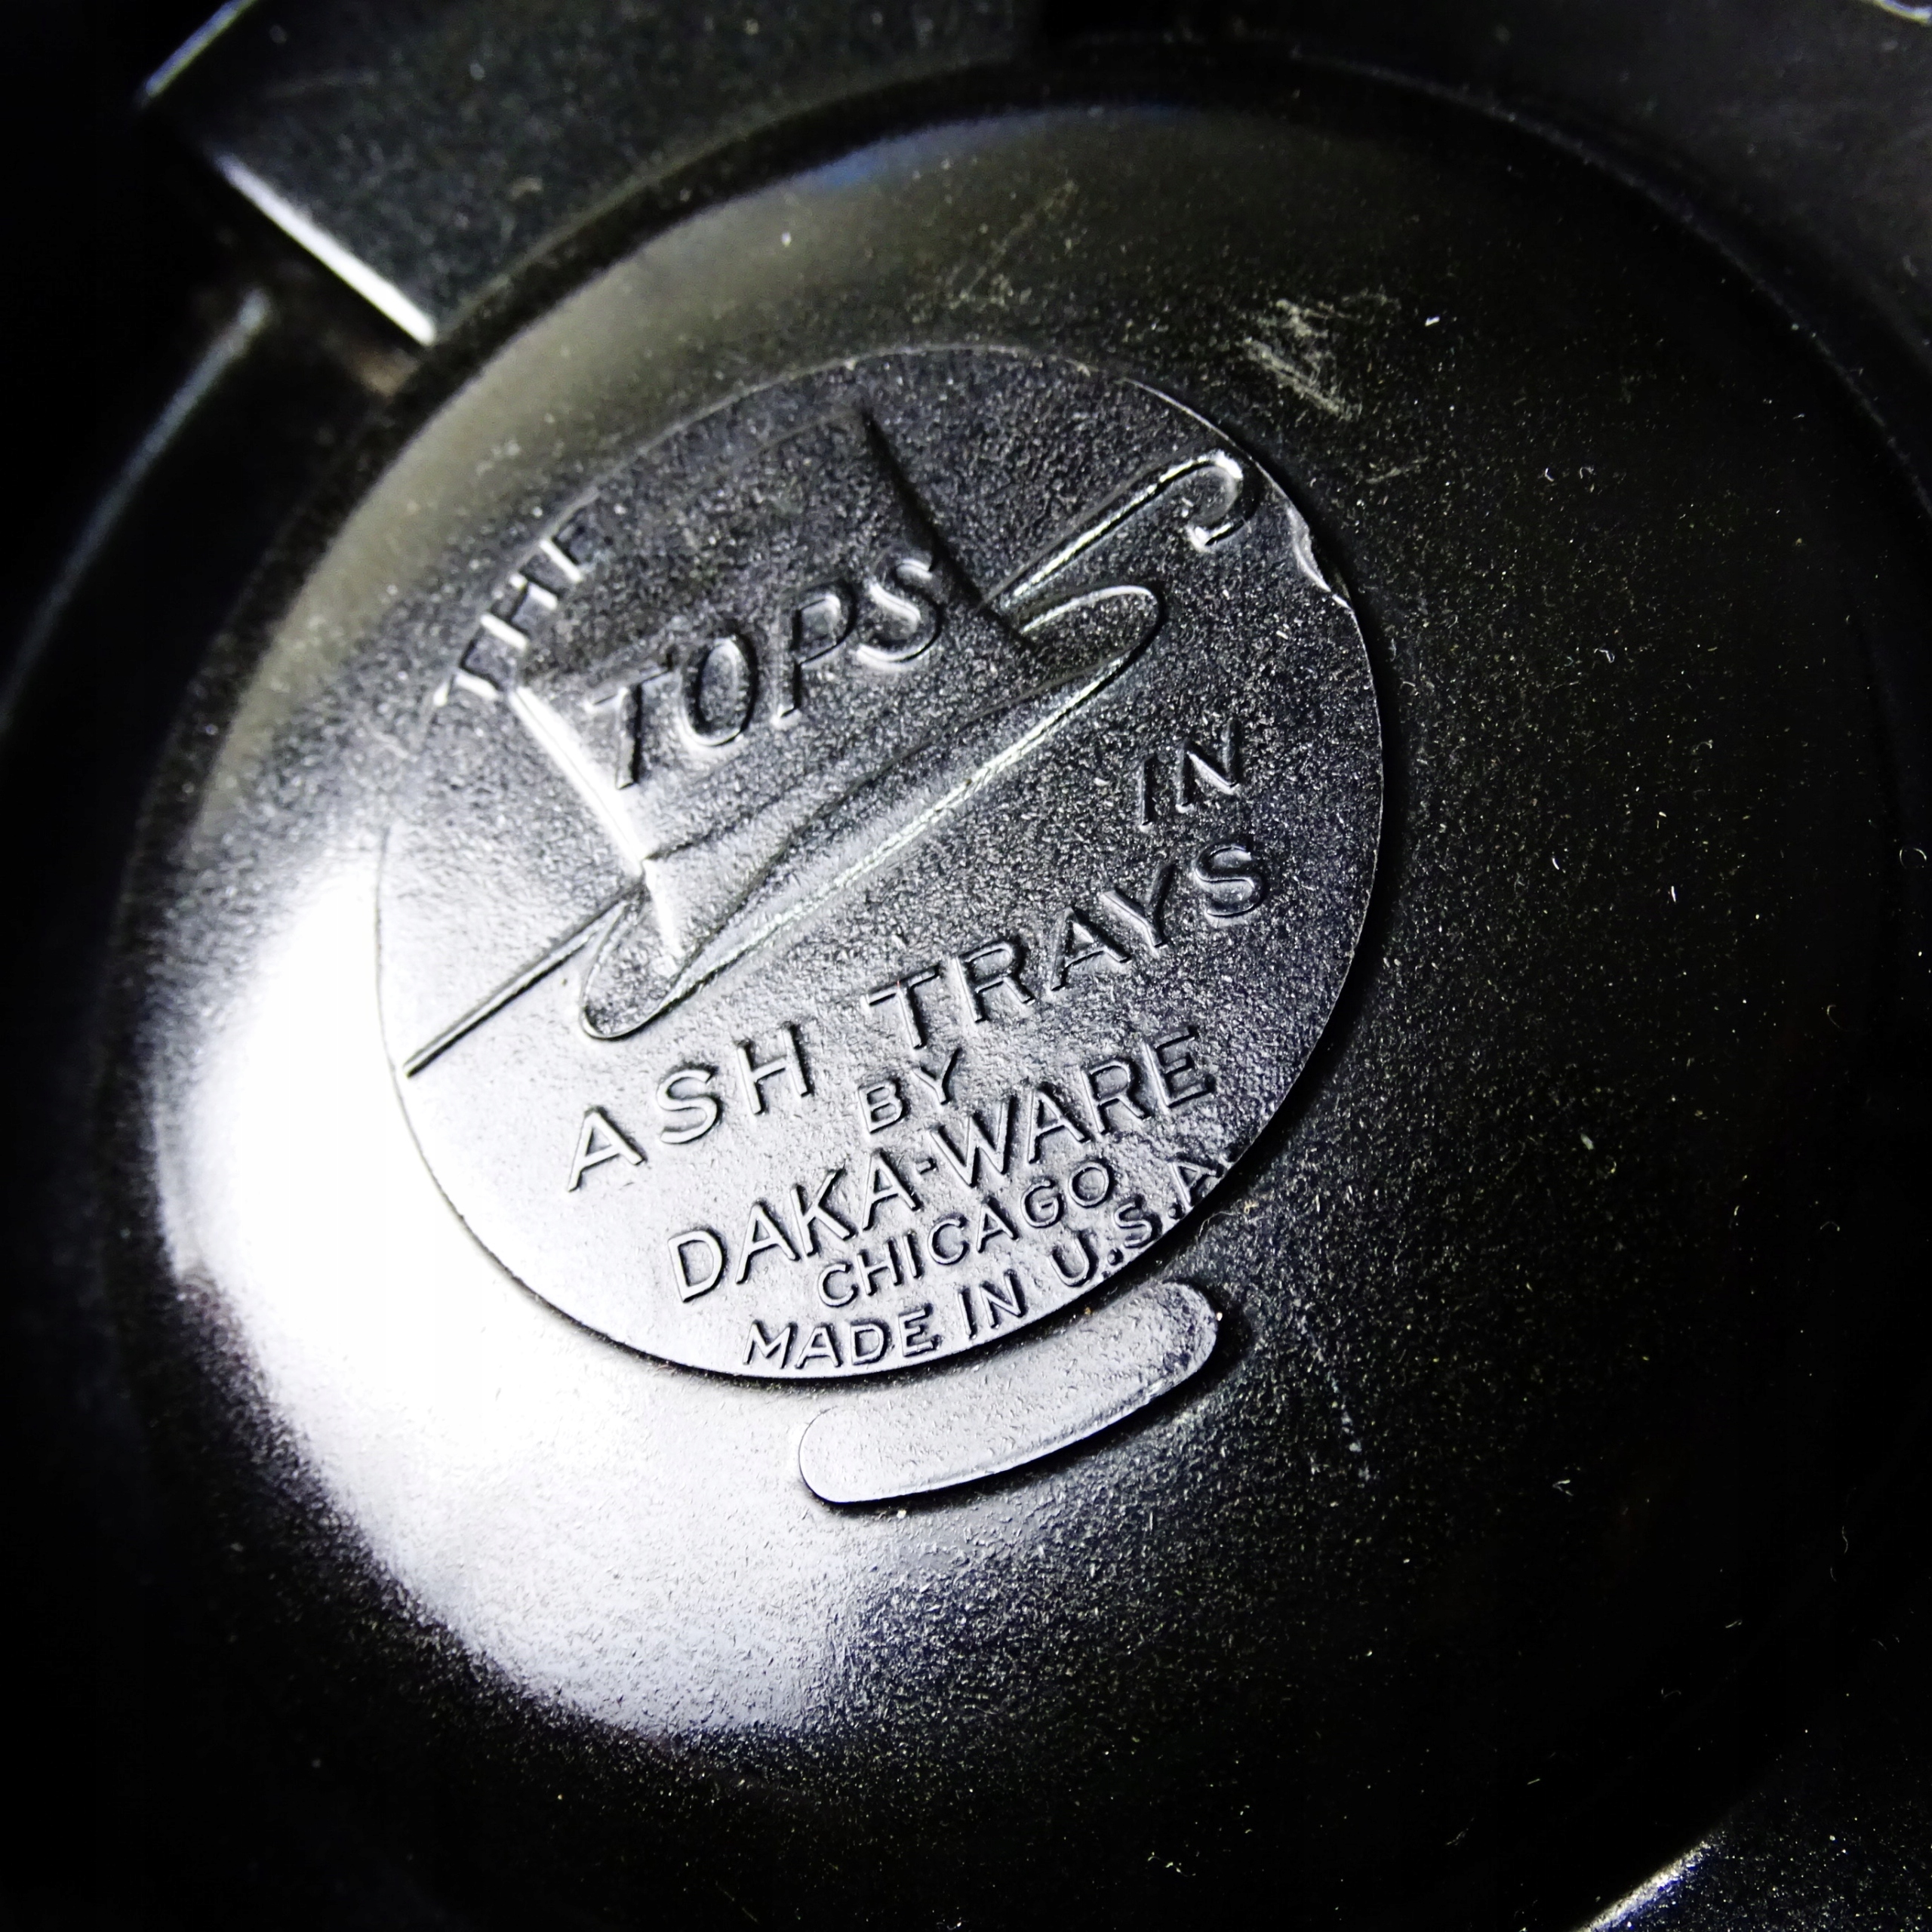 THE
TOPS
IN
ASH TRAYS
BY
DAKA-WARE
CHICAGO
MADE IN U.S.A.